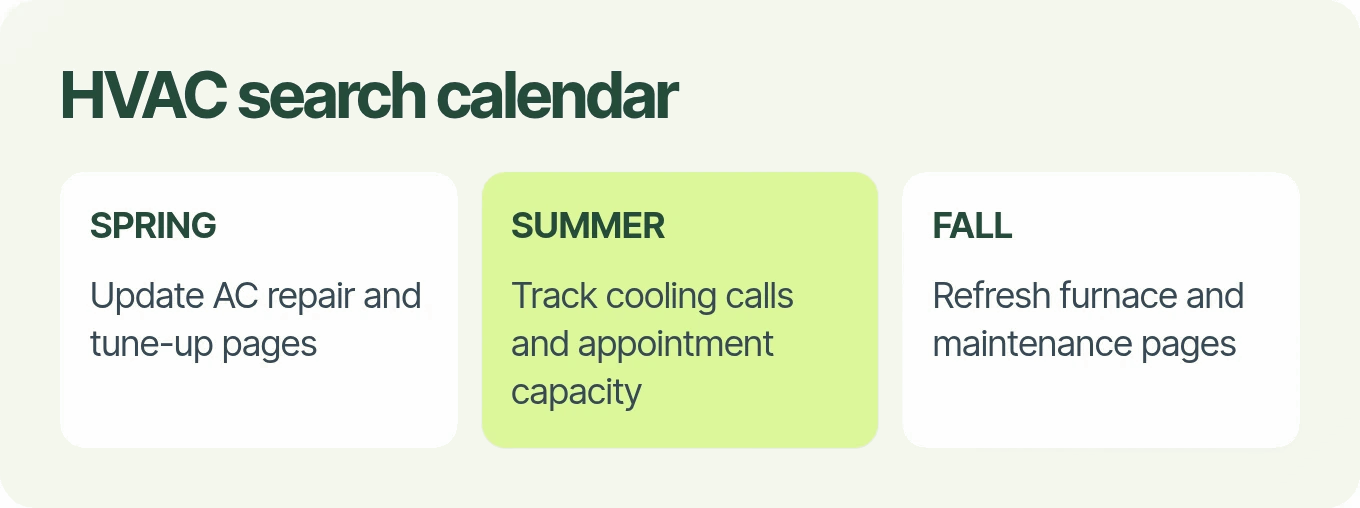 HVAC search calendar
SPRING
Update AC repair and
tune-up pages
SUMMER
Track cooling calls
and appointment
capacity
FALL
Refresh furnace and
maintenance pages